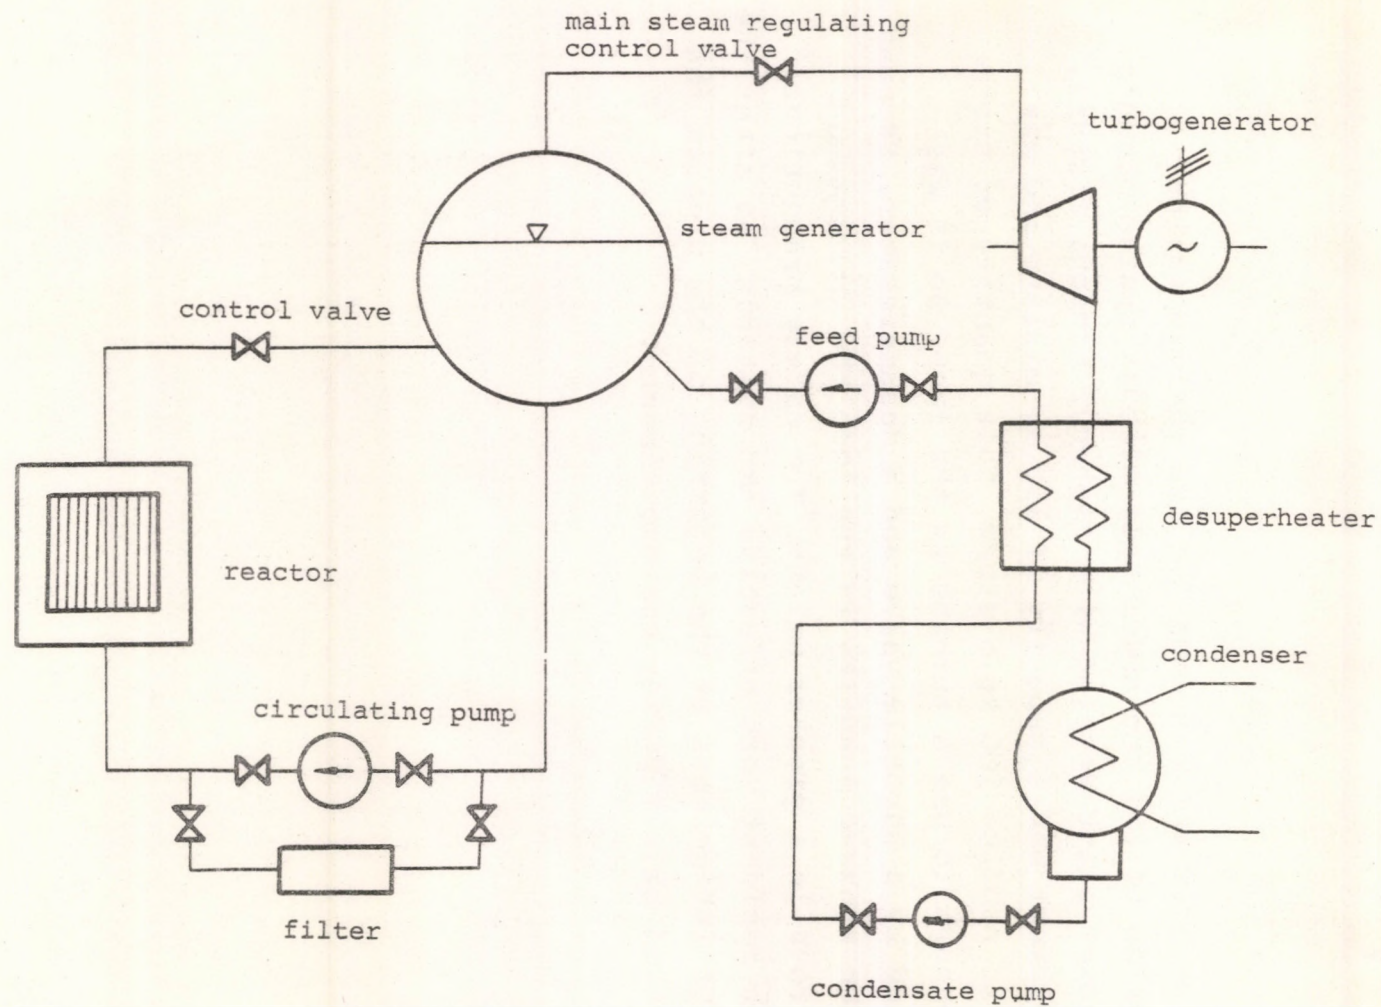 main steam regulating
control valve
turbogenerator
steam generator
control valve
feed pump
desuperheater
reactor
condenser
circulating pump
filter
condensate pump